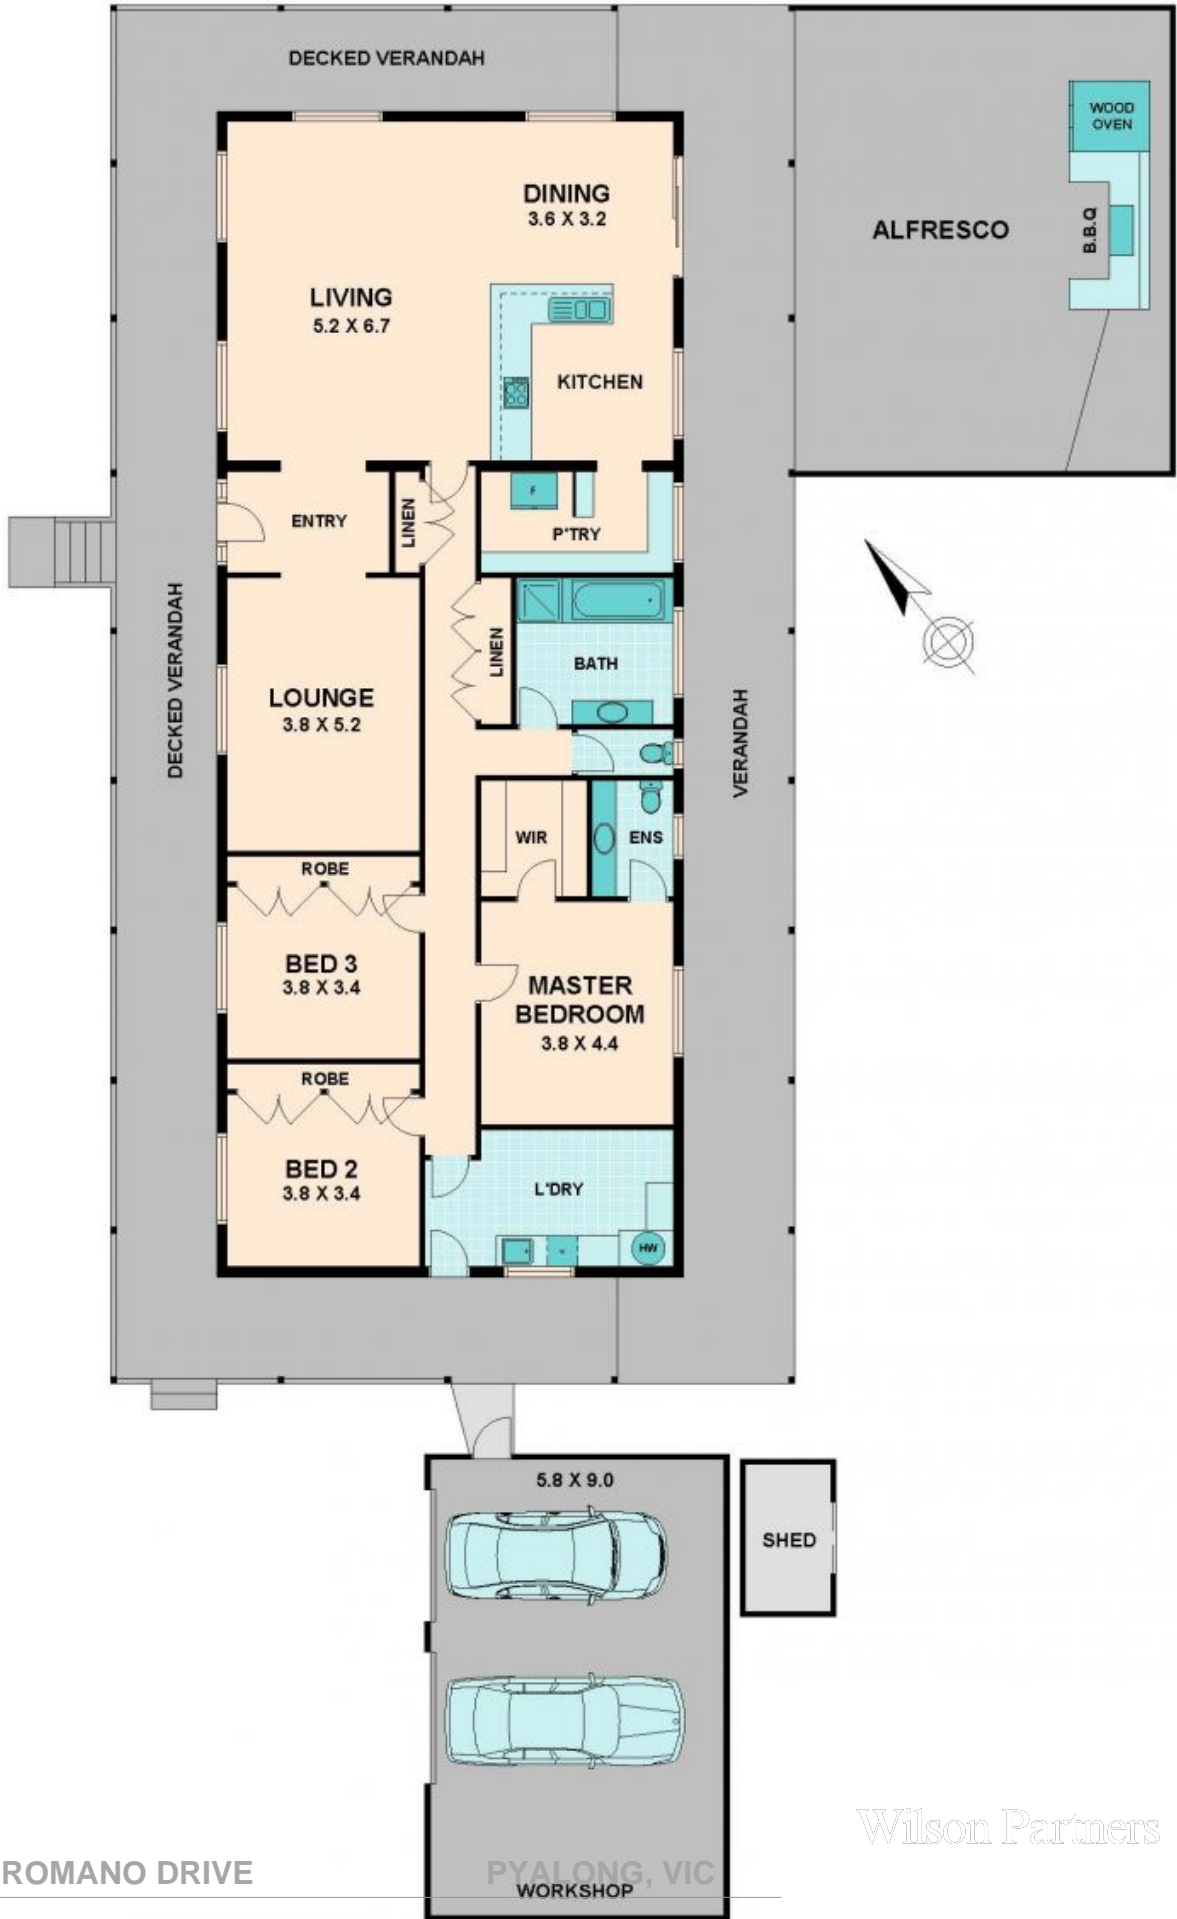 DECKED VERANDAH
WOOD
OVEN
DINING
3.6 X 3.2
B.B.Q
ALFRESCO
LIVING
5.2 X 6.7
KITCHEN
F
ENTRY
LINEN
P'TRY
DECKED VERANDAH
LINEN
BATH
LOUNGE
3.8 X 5.2
VERANDAH
WIR
ENS
ROBE
BED 3
3.8 X 3.4
MASTER
BEDROOM
3.8 X 4.4
ROBE
BED 2
3.8 X 3.4
L'DRY
HW
5.8 X 9.0
SHED
Wilson Partners
ROMANO DRIVE
PYALONG, VIC
WORKSHOP